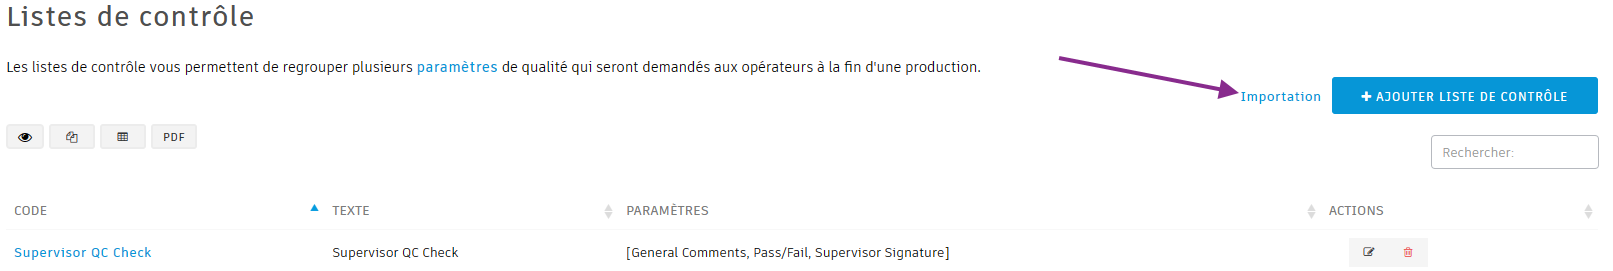 Listes de contrôle
Les listes de contrôle vous permettent de regrouper plusieurs paramètres de qualité qui seront demandés aux opérateurs à la fin d'une production.
Importation
+ AJOUTER LISTE DE CONTRÔLE
PDF
Rechercher:
CODE TEXTE PARAMÈTRES ACTIONS
Supervisor QC Check Supervisor QC Check [General Comments, Pass/Fail, Supervisor Signature]